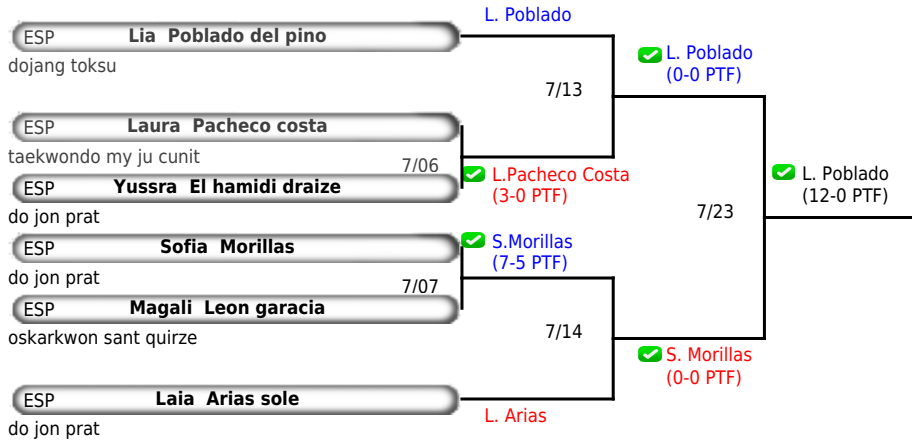 L. Poblado
ESP Lia Poblado del pino
dojang toksu
L. Poblado
(0-0 PTF)
7/13
ESP Laura Pacheco costa
taekwondo my ju cunit
7/06
L.Pacheco Costa
(3-0 PTF)
ESP Yussra El hamidi draize
do jon prat
L. Poblado
(12-0 PTF)
7/23
ESP Sofia Morillas
do jon prat
S.Morillas
(7-5 PTF)
7/07
ESP Magali Leon garacia
oskarkwon sant quirze
7/14
S. Morillas
(0-0 PTF)
ESP Laia Arias sole
do jon prat
L. Arias